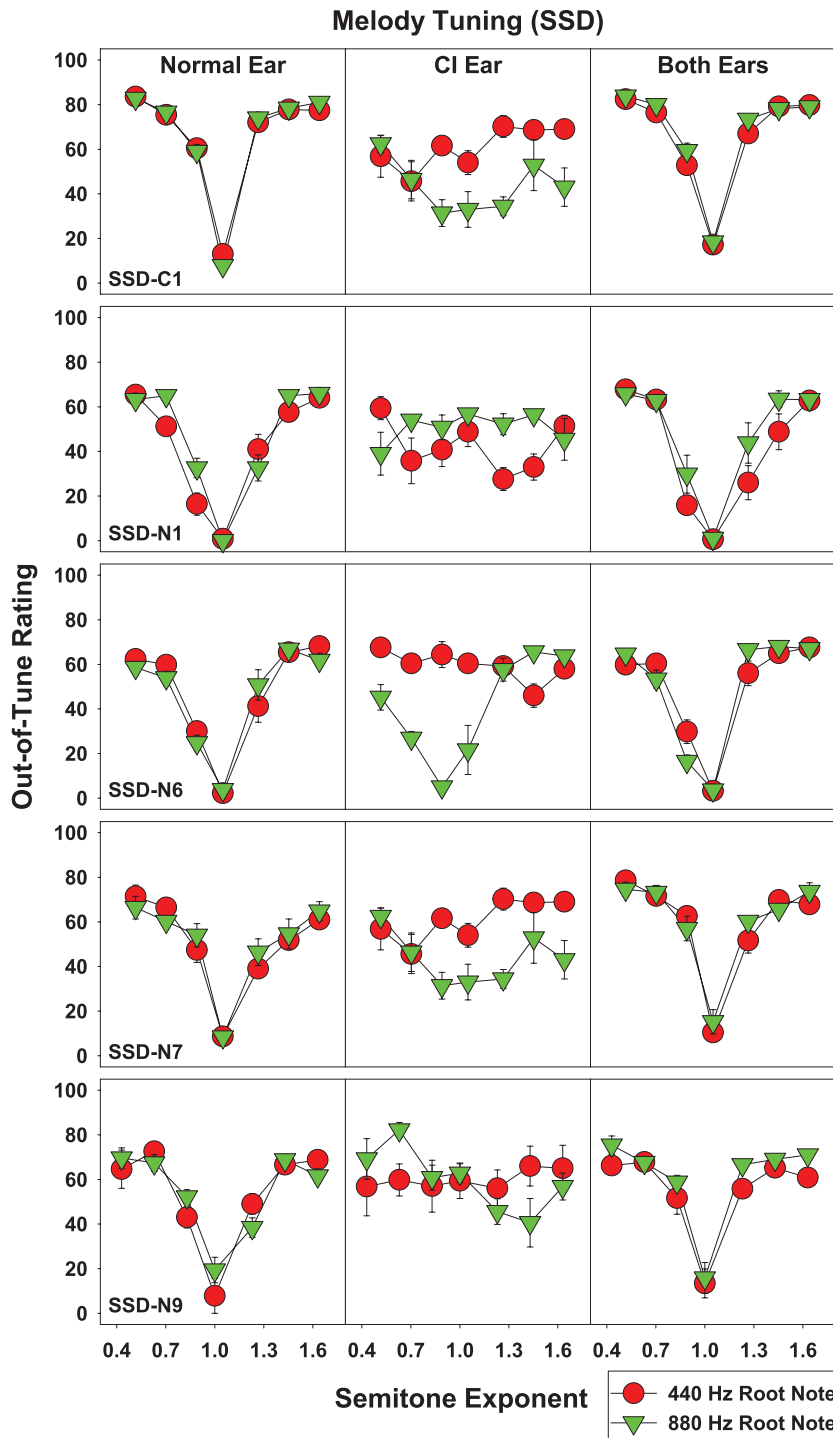 Melody Tuning (SSD)
Normal Ear CI Ear Both Ears
100
80
60
40
20
0
SSD-C1
100
80
60
40
20
0
SSD-N1
100
80
60
40
20
0
SSD-N6
100
80
60
40
20
0
SSD-N7
100
80
60
40
20
0
SSD-N9
Out-of-Tune Rating
0.4 0.7 1.0 1.3 1.6 0.4 0.7 1.0 1.3 1.6 0.4 0.7 1.0 1.3 1.6
Semitone Exponent
440 Hz Root Note
880 Hz Root Note